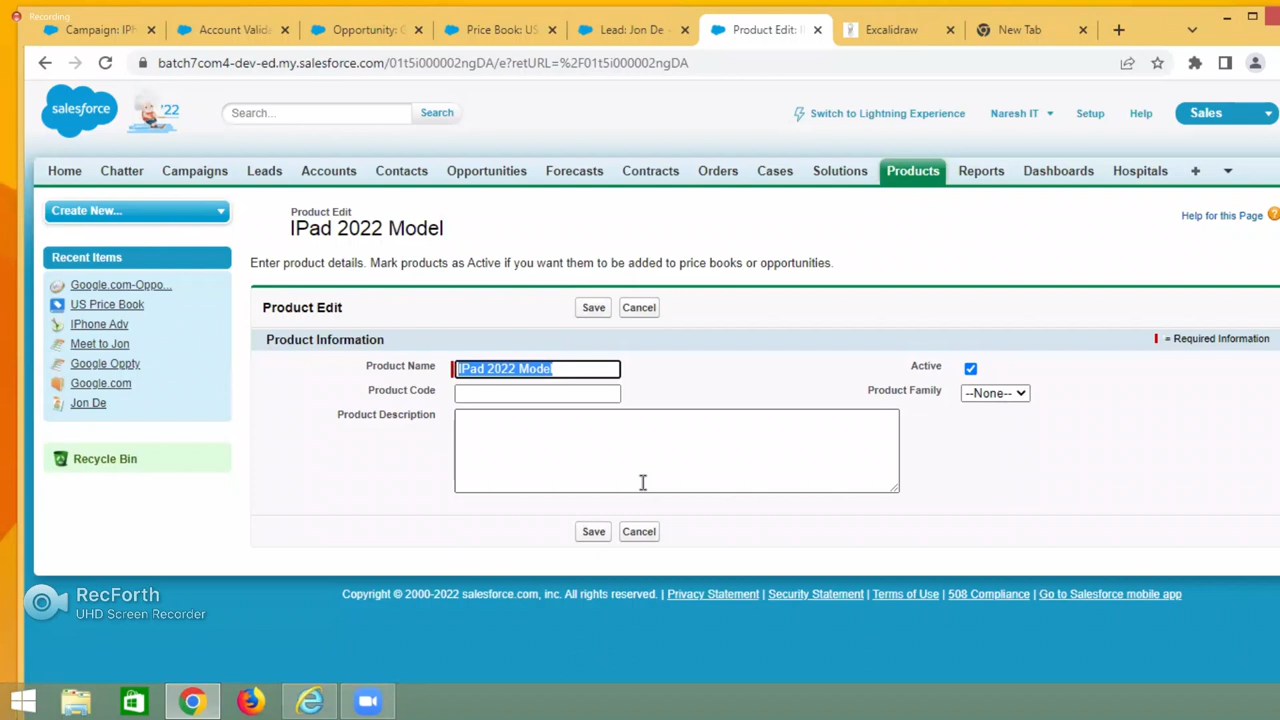 Recording
Campaign: IPH
Account Valida
Opportunity: G
Price Book: US
Lead: Jon De ~
Product Edit: I
Excalidraw
New Tab
batch7com4-dev-ed.my.salesforce.com/01t5i000002ngDA/e?retURL=%2F01t5i000002ngDA
salesforce
'22
Search...
Search
Switch to Lightning Experience
Naresh IT
Setup
Help
Sales
Home
Chatter
Campaigns
Leads
Accounts
Contacts
Opportunities
Forecasts
Contracts
Orders
Cases
Solutions
Products
Reports
Dashboards
Hospitals
+
Create New...
Product Edit
IPad 2022 Model
Help for this Page
Recent Items
Enter product details. Mark products as Active if you want them to be added to price books or opportunities.
Google.com-Oppo...
US Price Book
IPhone Adv
Meet to Jon
Google Oppty
Google.com
Jon De
Recycle Bin
Product Edit
Save
Cancel
Product Information
= Required Information
Product Name
IPad 2022 Model
Active
Product Code
Product Family
--None--
Product Description
Save
Cancel
RecForth
UHD Screen Recorder
Copyright © 2000-2022 salesforce.com, inc. All rights reserved. | Privacy Statement | Security Statement | Terms of Use | 508 Compliance | Go to Salesforce mobile app